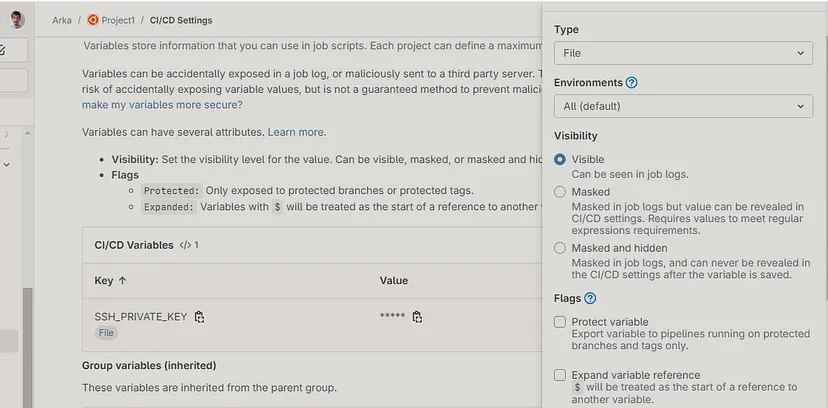 Arka / Project1 / CI/CD Settings
Variables store information that you can use in job scripts. Each project can define a maximum
Variables can be accidentally exposed in a job log, or maliciously sent to a third party server. T
risk of accidentally exposing variable values, but is not a guaranteed method to prevent malici
make my variables more secure?
Variables can have several attributes. Learn more.
• Visibility: Set the visibility level for the value. Can be visible, masked, or masked and hid
• Flags
Protected: Only exposed to protected branches or protected tags.
Expanded: Variables with $ will be treated as the start of a reference to another
CI/CD Variables </> 1
Key ↑ Value
SSH_PRIVATE_KEY *****
File
Group variables (inherited)
These variables are inherited from the parent group.
Type
File
Environments
All (default)
Visibility
Visible
Can be seen in job logs.
Masked
Masked in job logs but value can be revealed in
CI/CD settings. Requires values to meet regular
expressions requirements.
Masked and hidden
Masked in job logs, and can never be revealed in
the CI/CD settings after the variable is saved.
Flags
Protect variable
Export variable to pipelines running on protected
branches and tags only.
Expand variable reference
$ will be treated as the start of a reference to
another variable.